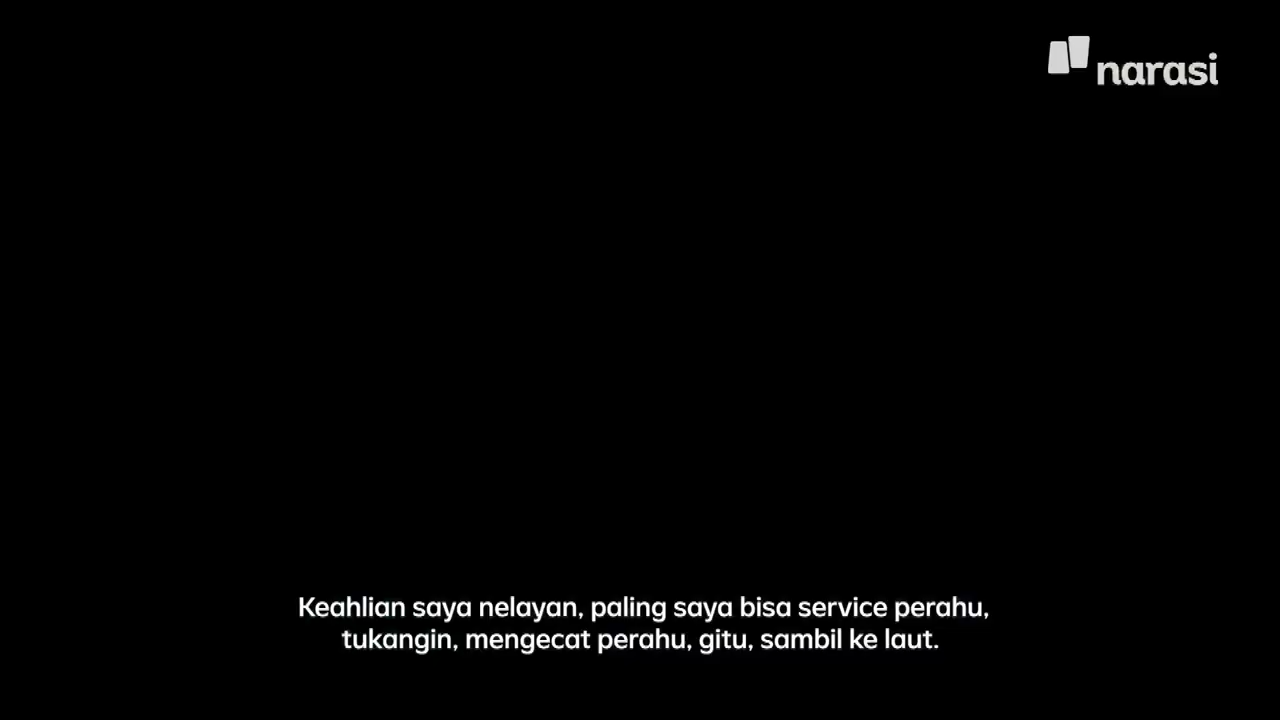 narasi
Keahlian saya nelayan, paling saya bisa service perahu,
tukangin, mengecat perahu, gitu, sambil ke laut.